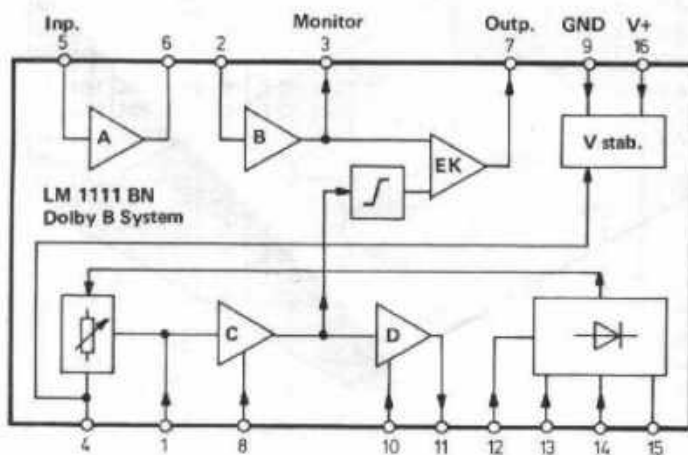 Inp. Monitor Outp. GND V+
5 6 2 3 7 9 16
A B EK V stab.
LM 1111 BN
Dolby B System
C D
4 1 8 10 11 12 13 14 15